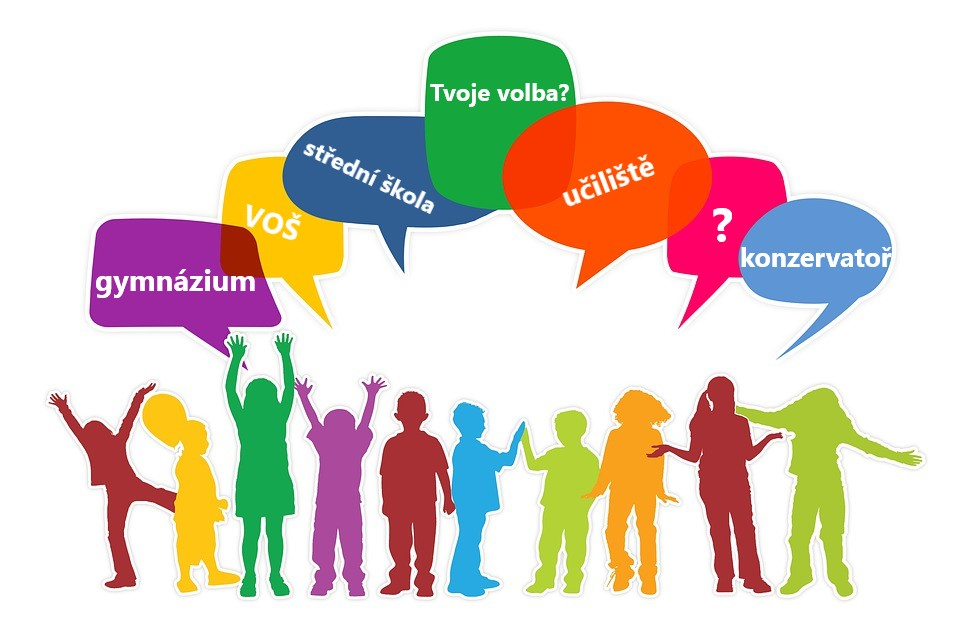 Tvoje volba?
střední škola
učiliště
VOŠ
?
gymnázium
konzervatoř